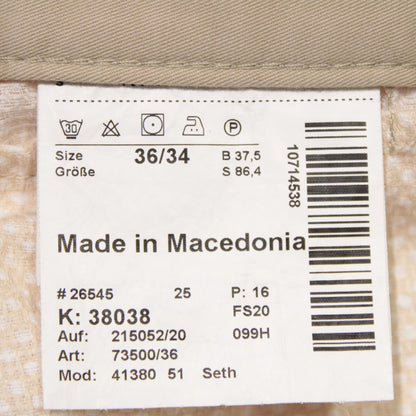 30 P
Size 36/34 B 37,5
Größe S 86,4
10714538
Made in Macedonia
# 26545 25 P: 16
K: 38038 FS20
Auf: 215052/20 099H
Art: 73500/36
Mod: 41380 51 Seth